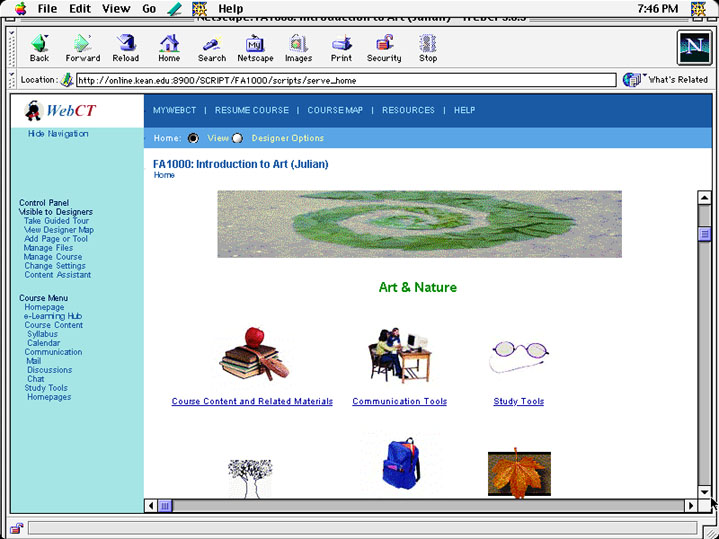 File Edit View Go Help 7:46 PM
Netscape: FA1000: Introduction to Art (Julian)
Back Forward Reload Home Search Netscape Images Print Security Stop
My
N
Location: http://online.kean.edu:8900/SCRIPT/FA1000/scripts/serve_home What's Related
WebCT
MYWEBCT | RESUME COURSE | COURSE MAP | RESOURCES | HELP
Hide Navigation
Home: View Designer Options
FA1000: Introduction to Art (Julian)
Home
Control Panel
Visible to Designers
Take Guided Tour
View Designer Map
Add Page or Tool
Manage Files
Manage Course
Change Settings
Content Assistant
Course Menu
Homepage
e-Learning Hub
Course Content
Syllabus
Calendar
Communication
Mail
Discussions
Chat
Study Tools
Homepages
Art & Nature
Course Content and Related Materials
Communication Tools
Study Tools